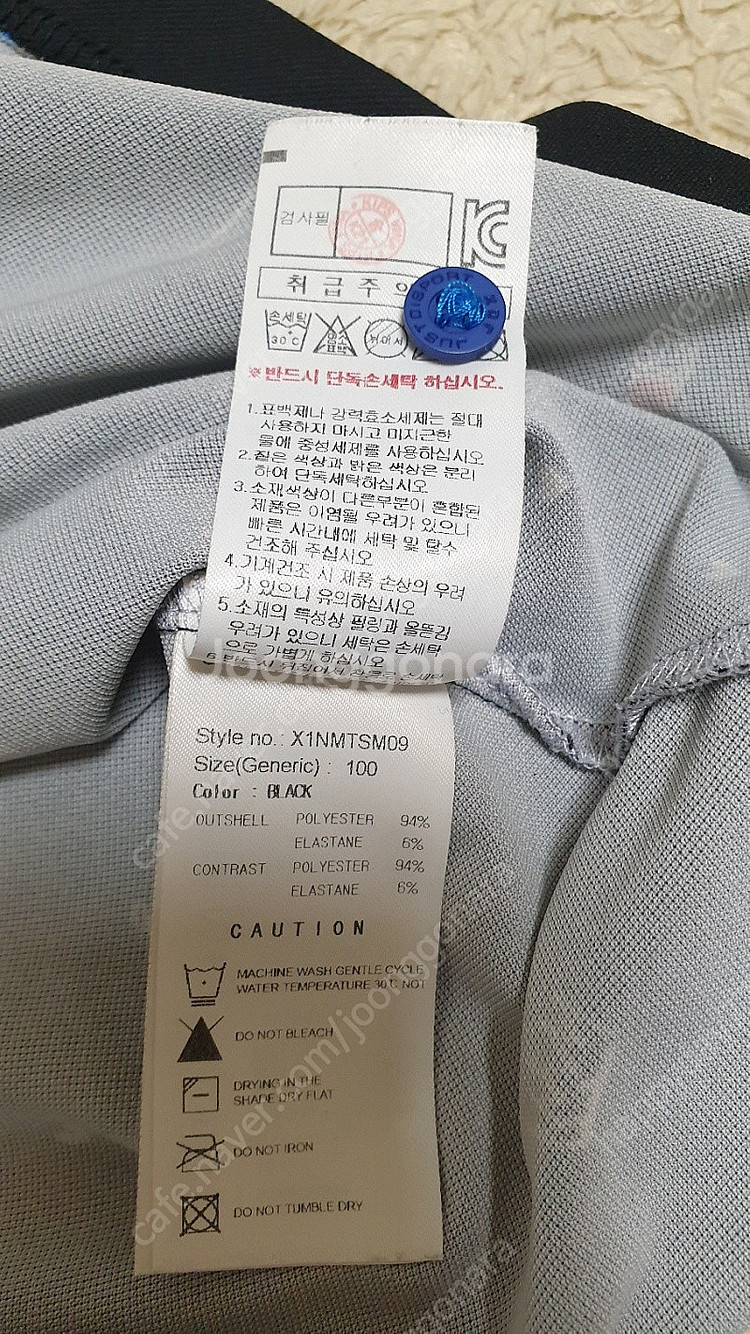 검사필
취급주의
손세탁
30℃
염소
표백
※반드시 단독손세탁 하십시오.
1.표백제나 강력효소세제는 절대
사용하지 마시고 미지근한
물에 중성세제를 사용하십시오
2.짙은 색상과 밝은 색상은 분리
하여 단독세탁하십시오
3.소재색상이 다른부분이 혼합된
제품은 이염될 우려가 있으니
빠른 시간내에 세탁 및 탈수
건조해 주십시오
4.기계건조 시 제품 손상의 우려
가 있으니 유의하십시오
5.소재의 특성상 필링과 올뜯김
우려가 있으니 세탁은 손세탁
으로 가볍게 하십시오
JUST DISPORT
Joonggonara
Style no.: X1NMTSM09
Size(Generic) : 100
Color : BLACK
OUTSHELL POLYESTER 94%
ELASTANE 6%
CONTRAST POLYESTER 94%
ELASTANE 6%
CAUTION
MACHINE WASH GENTLE CYCLE
WATER TEMPERATURE 30℃ NOT
DO NOT BLEACH
DRYING IN THE
SHADE DRY FLAT
DO NOT IRON
DO NOT TUMBLE DRY
cafe.naver.com/joonggonara